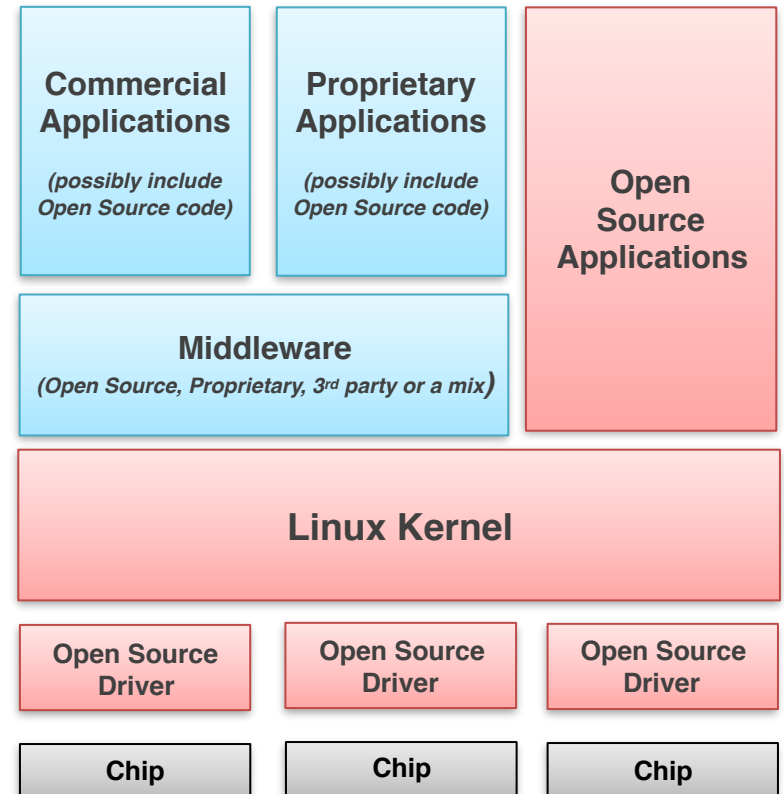 Commercial
Applications
(possibly include
Open Source code)
Proprietary
Applications
(possibly include
Open Source code)
Open
Source
Applications
Middleware
(Open Source, Proprietary, 3rd party or a mix)
Linux Kernel
Open Source
Driver
Open Source
Driver
Open Source
Driver
Chip
Chip
Chip